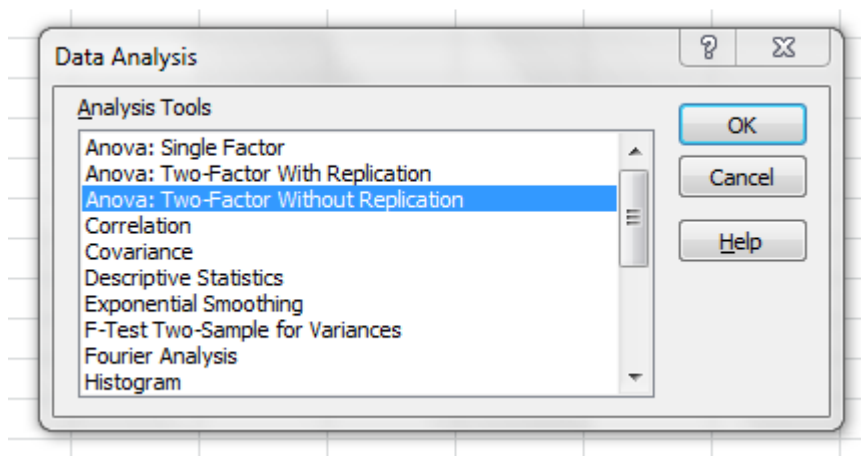 Data Analysis
?
Analysis Tools
Anova: Single Factor
Anova: Two-Factor With Replication
Anova: Two-Factor Without Replication
Correlation
Covariance
Descriptive Statistics
Exponential Smoothing
F-Test Two-Sample for Variances
Fourier Analysis
Histogram
OK
Cancel
Help